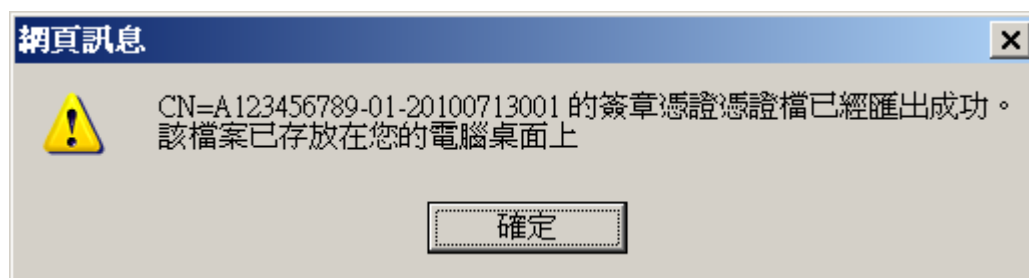 網頁訊息
CN=A123456789-01-20100713001 的簽章憑證憑證檔已經匯出成功。
該檔案已存放在您的電腦桌面上
確定